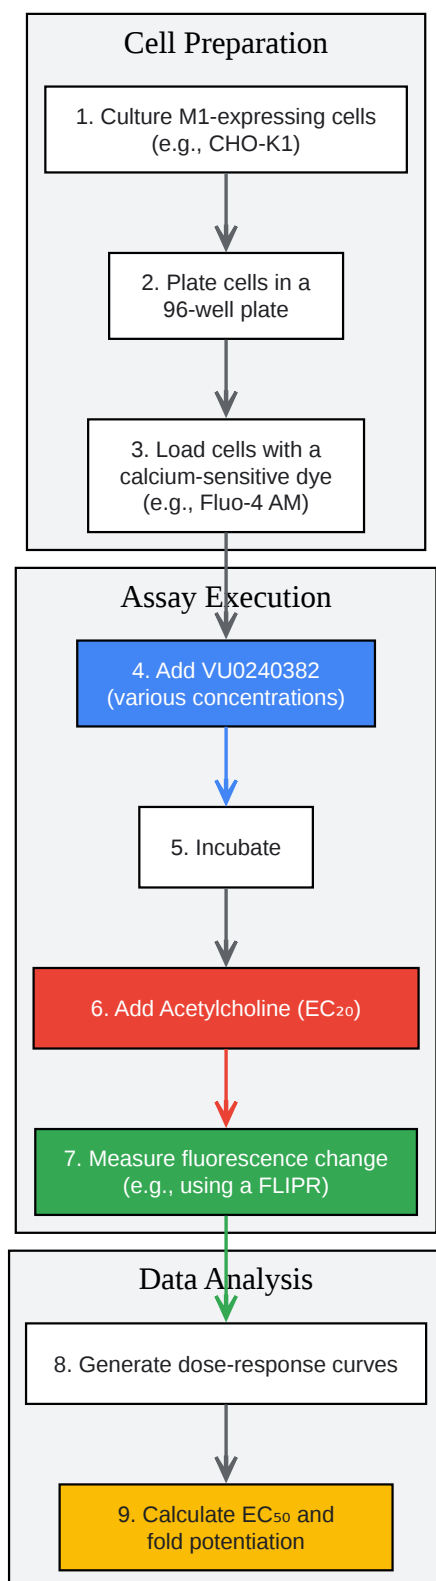 Cell Preparation
1. Culture M1-expressing cells
(e.g., CHO-K1)
2. Plate cells in a
96-well plate
3. Load cells with a
calcium-sensitive dye
(e.g., Fluo-4 AM)
Assay Execution
4. Add VU0240382
(various concentrations)
5. Incubate
6. Add Acetylcholine (EC₂₀)
7. Measure fluorescence change
(e.g., using a FLIPR)
Data Analysis
8. Generate dose-response curves
9. Calculate EC₅₀ and
fold potentiation